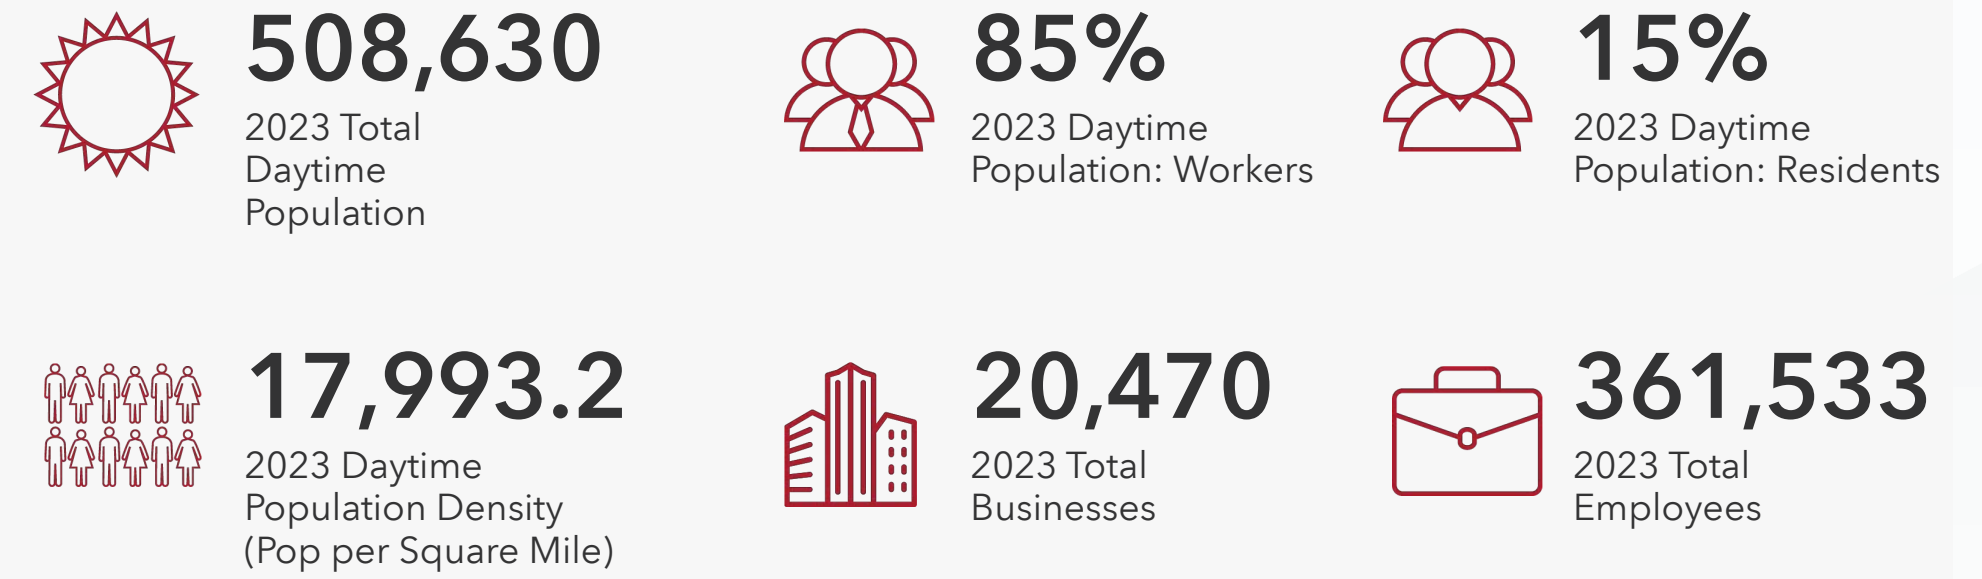 508,630
2023 Total
Daytime
Population
85%
2023 Daytime
Population: Workers
15%
2023 Daytime
Population: Residents
17,993.2
2023 Daytime
Population Density
(Pop per Square Mile)
20,470
2023 Total
Businesses
361,533
2023 Total
Employees